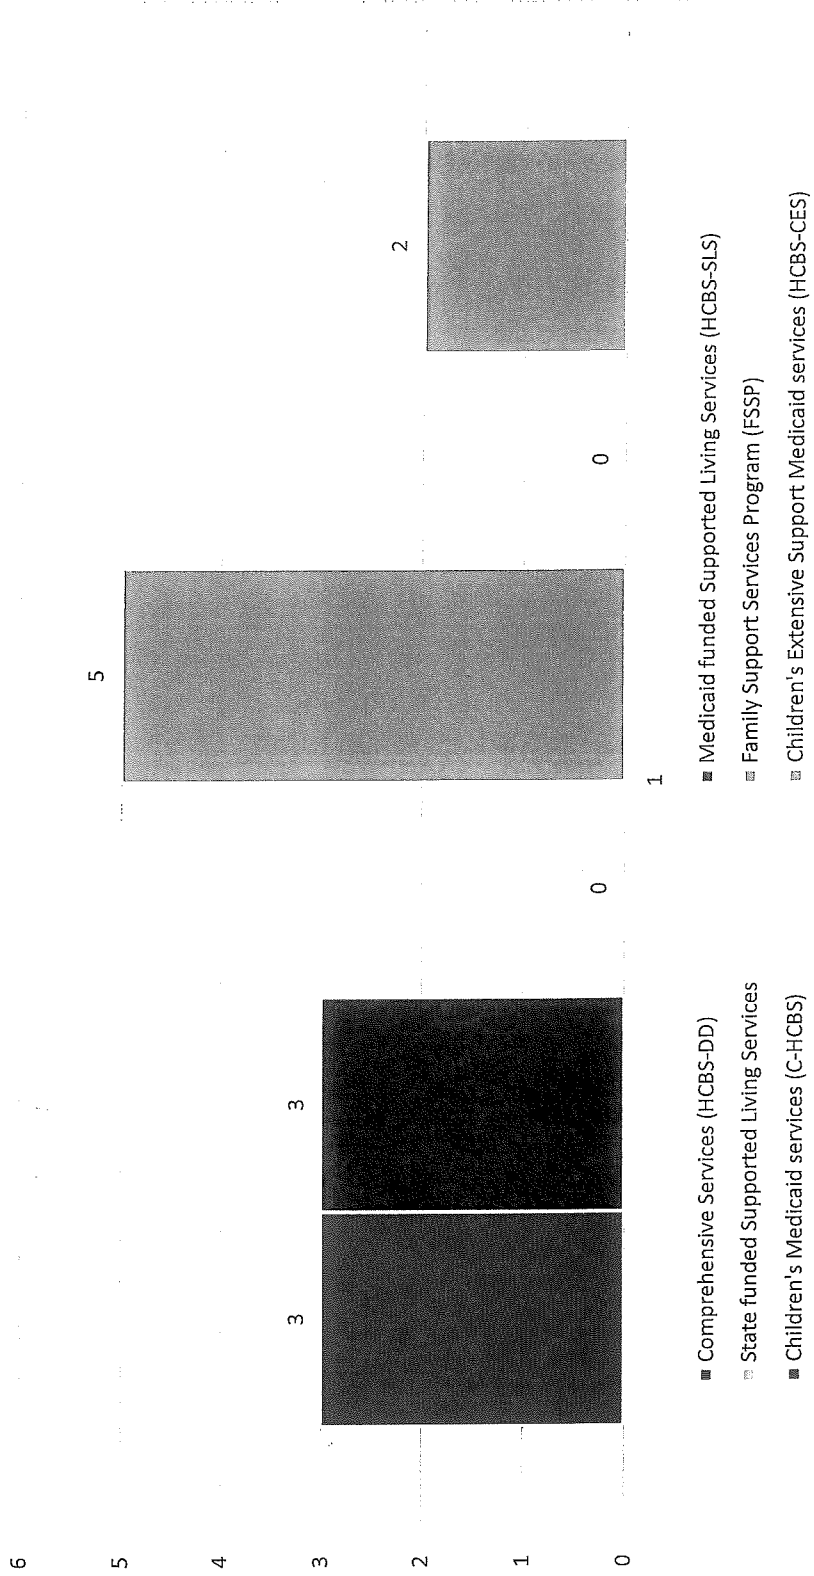 6
5
4
3
2
1
0
3
3
0
5
0
2
1
■ Comprehensive Services (HCBS-DD)
■ Medicaid funded Supported Living Services (HCBS-SLS)
State funded Supported Living Services
Family Support Services Program (FSSP)
■ Children's Medicaid services (C-HCBS)
Children's Extensive Support Medicaid services (HCBS-CES)